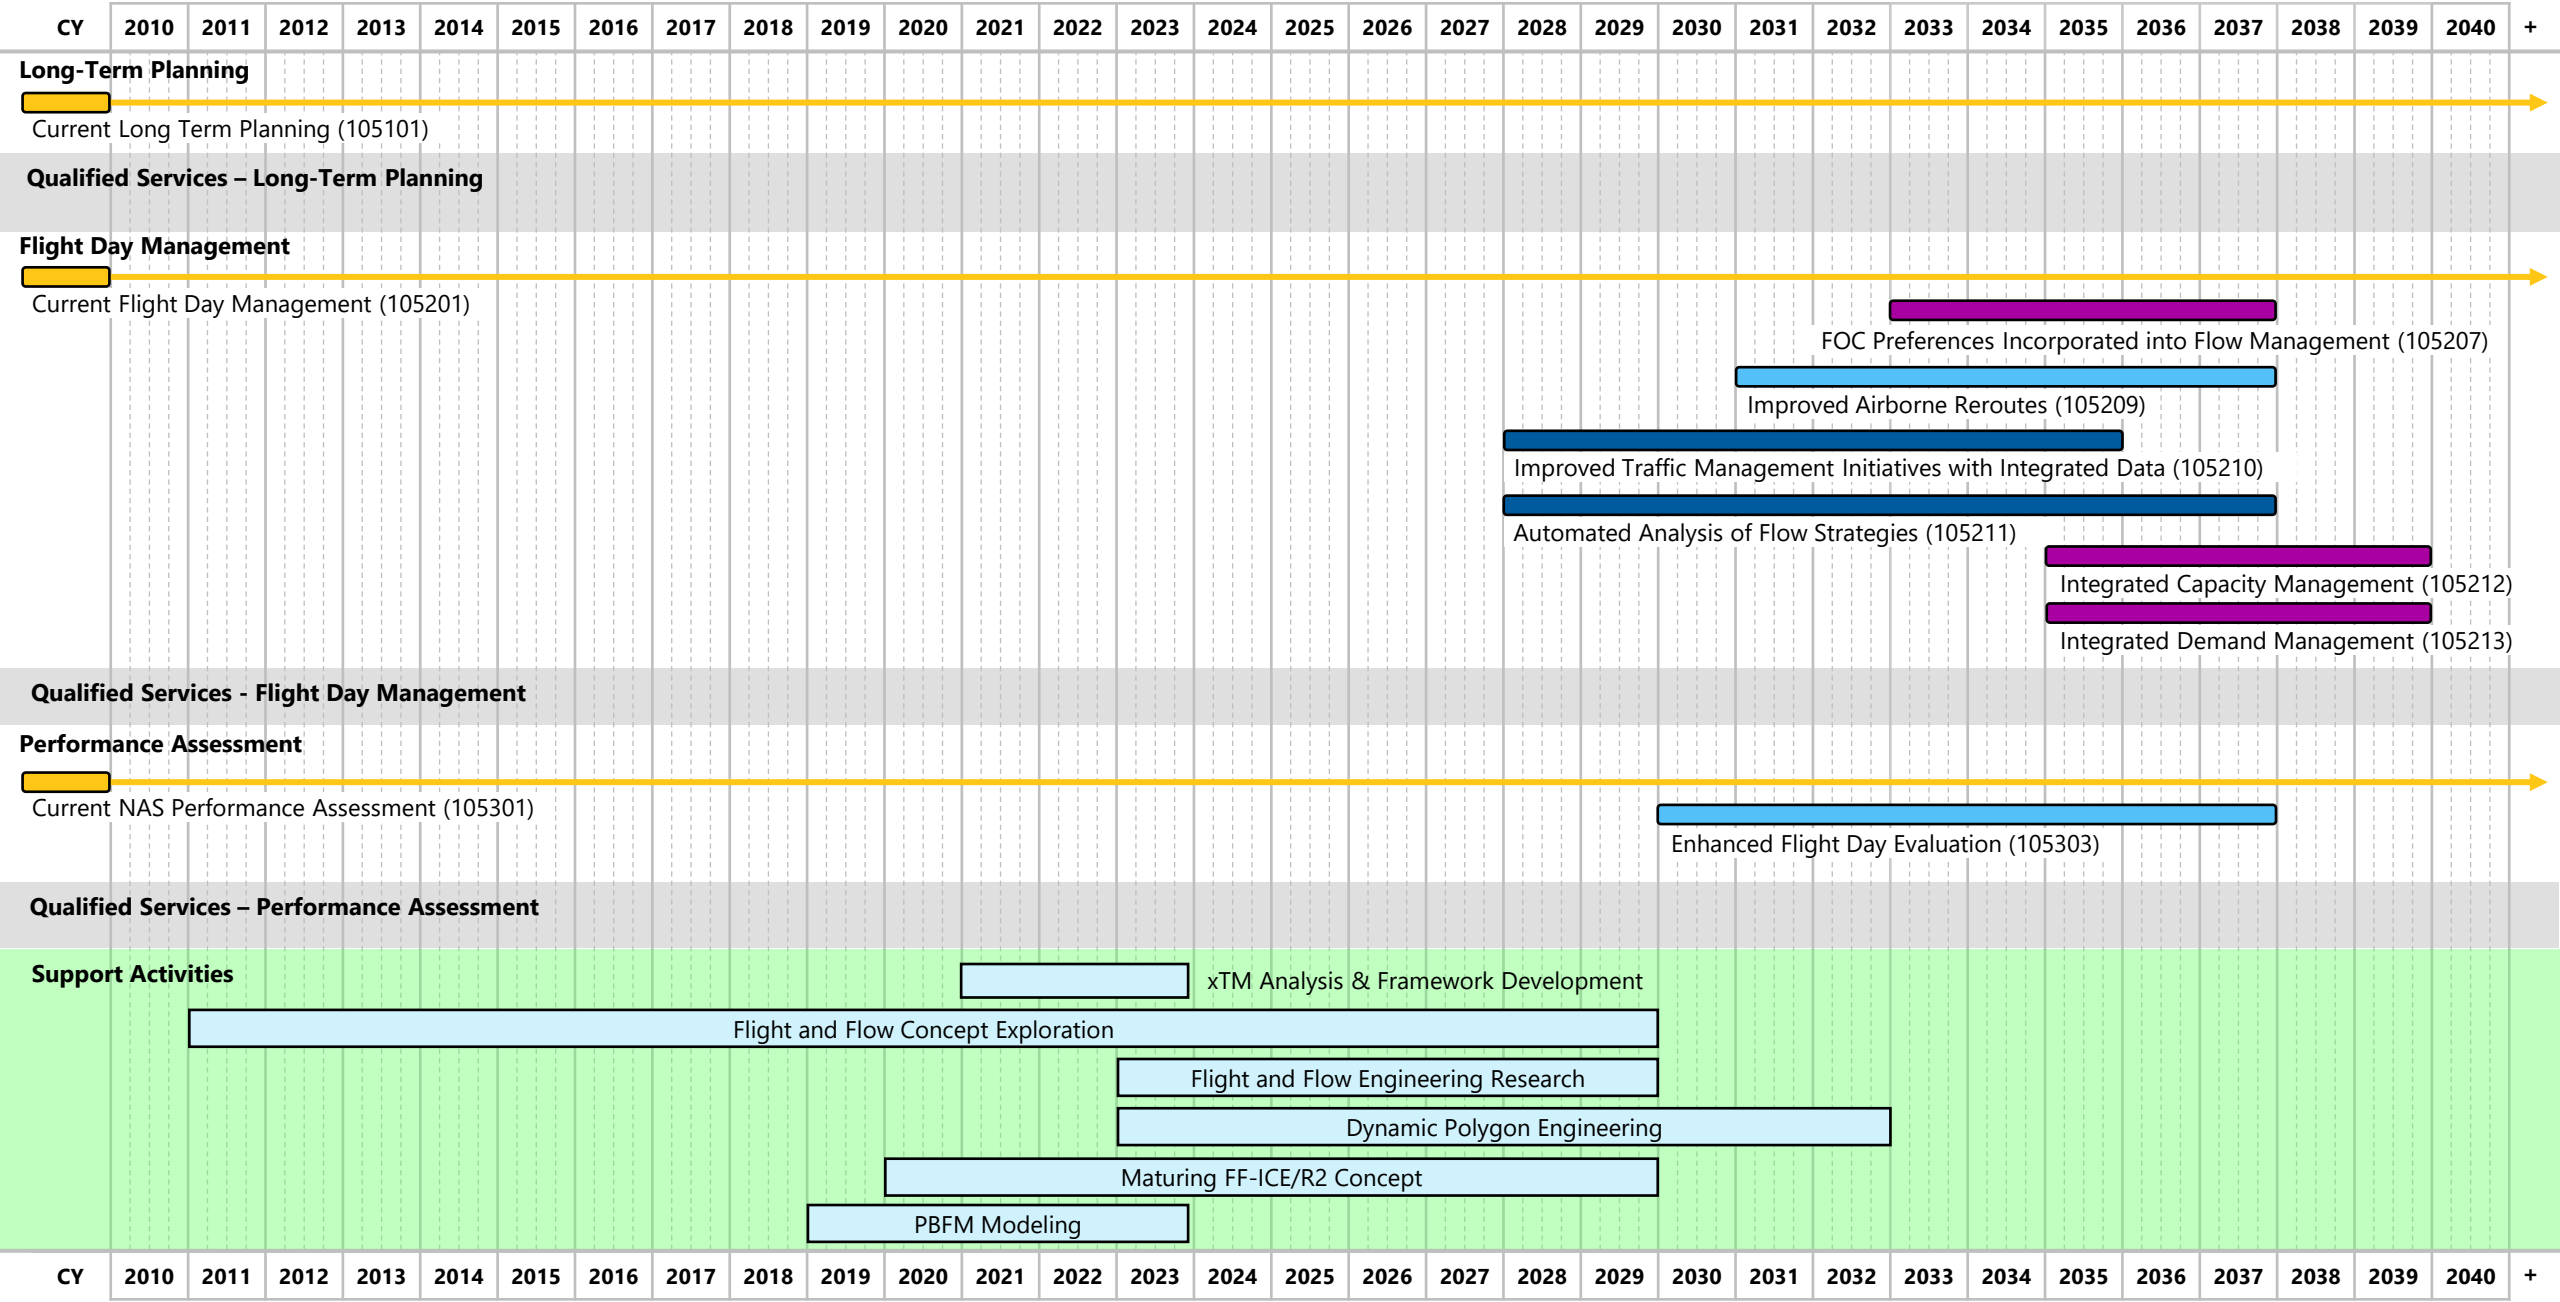 CY 2010 2011 2012 2013 2014 2015 2016 2017 2018 2019 2020 2021 2022 2023 2024 2025 2026 2027 2028 2029 2030 2031 2032 2033 2034 2035 2036 2037 2038 2039 2040 +
Long-Term Planning
Current Long Term Planning (105101)
Qualified Services – Long-Term Planning
Flight Day Management
Current Flight Day Management (105201)
FOC Preferences Incorporated into Flow Management (105207)
Improved Airborne Reroutes (105209)
Improved Traffic Management Initiatives with Integrated Data (105210)
Automated Analysis of Flow Strategies (105211)
Integrated Capacity Management (105212)
Integrated Demand Management (105213)
Qualified Services - Flight Day Management
Performance Assessment
Current NAS Performance Assessment (105301)
Enhanced Flight Day Evaluation (105303)
Qualified Services – Performance Assessment
Support Activities
xTM Analysis & Framework Development
Flight and Flow Concept Exploration
Flight and Flow Engineering Research
Dynamic Polygon Engineering
Maturing FF-ICE/R2 Concept
PBFM Modeling
CY 2010 2011 2012 2013 2014 2015 2016 2017 2018 2019 2020 2021 2022 2023 2024 2025 2026 2027 2028 2029 2030 2031 2032 2033 2034 2035 2036 2037 2038 2039 2040 +